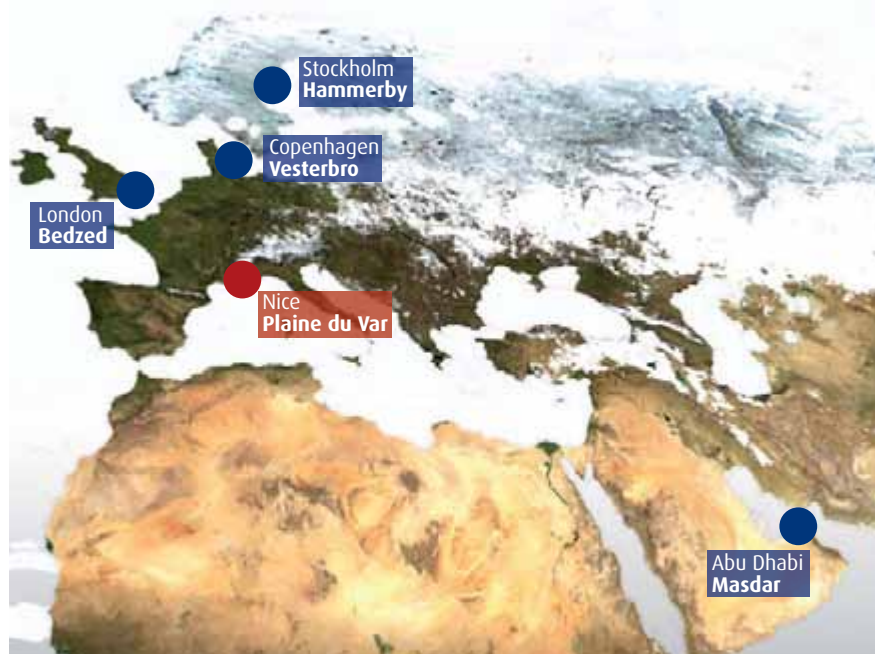 Stockholm
Hammerby
Copenhagen
Vesterbro
London
Bedzed
Nice
Plaine du Var
Abu Dhabi
Masdar